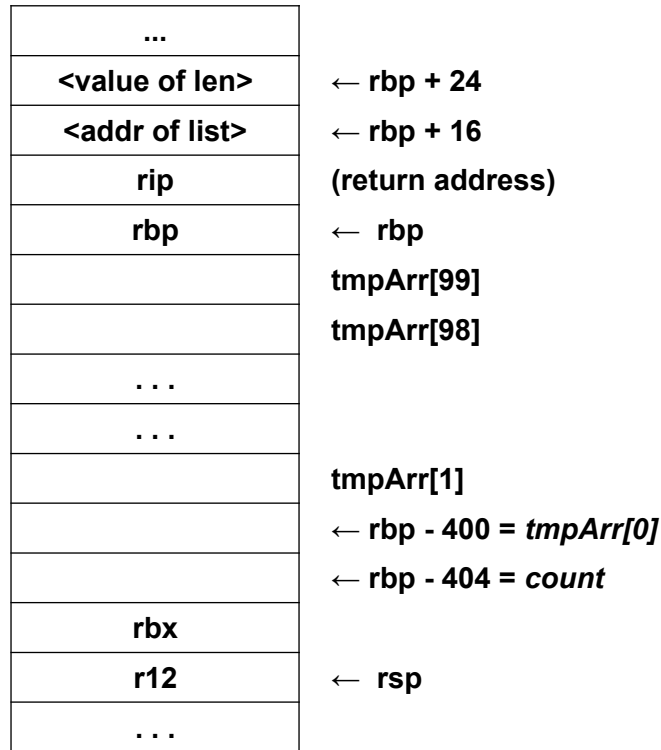 ...
<value of len> ← rbp + 24
<addr of list> ← rbp + 16
rip (return address)
rbp ← rbp
tmpArr[99]
tmpArr[98]
. . .
. . .
tmpArr[1]
← rbp - 400 = tmpArr[0]
← rbp - 404 = count
rbx
r12 ← rsp
. . .